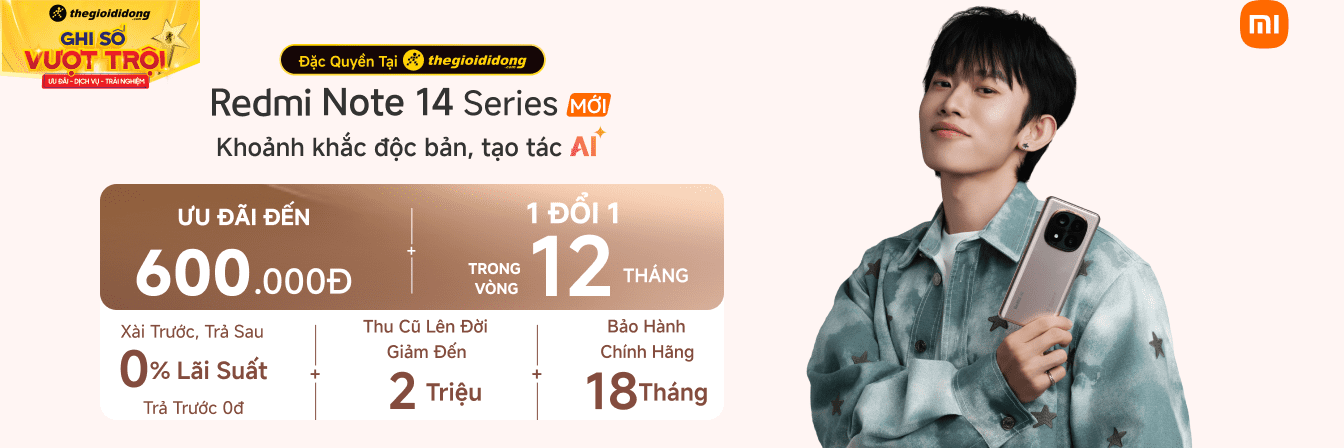 thegioididong
GHI SỐ
VƯỢT TRỘI
ƯU ĐÃI - DỊCH VỤ - TRẢI NGHIỆM
Đặc Quyền Tại thegioididong.com
Redmi Note 14 Series MỚI
Khoảnh khắc độc bản, tạo tác AI
ƯU ĐÃI ĐẾN
600.000Đ
+
1 ĐỔI 1
TRONG VÒNG 12 THÁNG
Xài Trước, Trả Sau
0% Lãi Suất
Trả Trước 0đ
+
Thu Cũ Lên Đời
Giảm Đến
2 Triệu
+
Bảo Hành
Chính Hãng
18 Tháng
mi